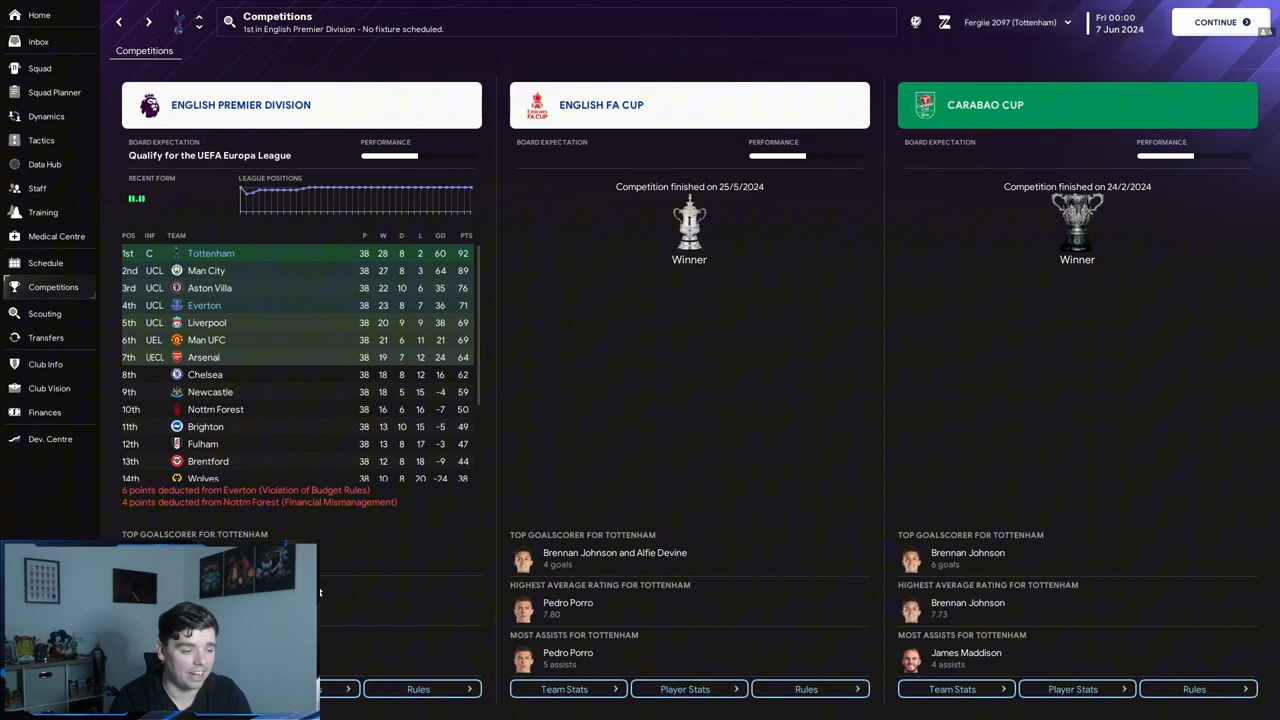 Home
Inbox
Squad
Squad Planner
Dynamics
Tactics
Data Hub
Staff
Training
Medical Centre
Schedule
Competitions
Scouting
Transfers
Club Info
Club Vision
Finances
Dev. Centre
Competitions
1st in English Premier Division - No fixture scheduled.
Fergiie 2097 (Tottenham)
Fri 00:00
7 Jun 2024
CONTINUE
6
Competitions
ENGLISH PREMIER DIVISION
BOARD EXPECTATION PERFORMANCE
Qualify for the UEFA Europa League
RECENT FORM LEAGUE POSITIONS
POS INF TEAM P W D L GD PTS
1st C Tottenham 38 28 8 2 60 92
2nd UCL Man City 38 27 8 3 64 89
3rd UCL Aston Villa 38 22 10 6 35 76
4th UCL Everton 38 23 8 7 36 71
5th UCL Liverpool 38 20 9 9 38 69
6th UEL Man UFC 38 21 6 11 21 69
7th UECL Arsenal 38 19 7 12 24 64
8th Chelsea 38 18 8 12 16 62
9th Newcastle 38 18 5 15 -4 59
10th Nottm Forest 38 16 6 16 -7 50
11th Brighton 38 13 10 15 -5 49
12th Fulham 38 13 8 17 -3 47
13th Brentford 38 12 8 18 -9 44
14th Wolves 38 10 8 20 -24 38
6 points deducted from Everton (Violation of Budget Rules)
4 points deducted from Nottm Forest (Financial Mismanagement)
TOP GOALSCORER FOR TOTTENHAM
Rules
ENGLISH FA CUP
Emirates
FA CUP
BOARD EXPECTATION PERFORMANCE
Competition finished on 25/5/2024
Winner
TOP GOALSCORER FOR TOTTENHAM
Brennan Johnson and Alfie Devine
4 goals
HIGHEST AVERAGE RATING FOR TOTTENHAM
Pedro Porro
7.80
MOST ASSISTS FOR TOTTENHAM
Pedro Porro
5 assists
Team Stats
Player Stats
Rules
CARABAO CUP
BOARD EXPECTATION PERFORMANCE
Competition finished on 24/2/2024
Winner
TOP GOALSCORER FOR TOTTENHAM
Brennan Johnson
6 goals
HIGHEST AVERAGE RATING FOR TOTTENHAM
Brennan Johnson
7.73
MOST ASSISTS FOR TOTTENHAM
James Maddison
4 assists
Team Stats
Player Stats
Rules